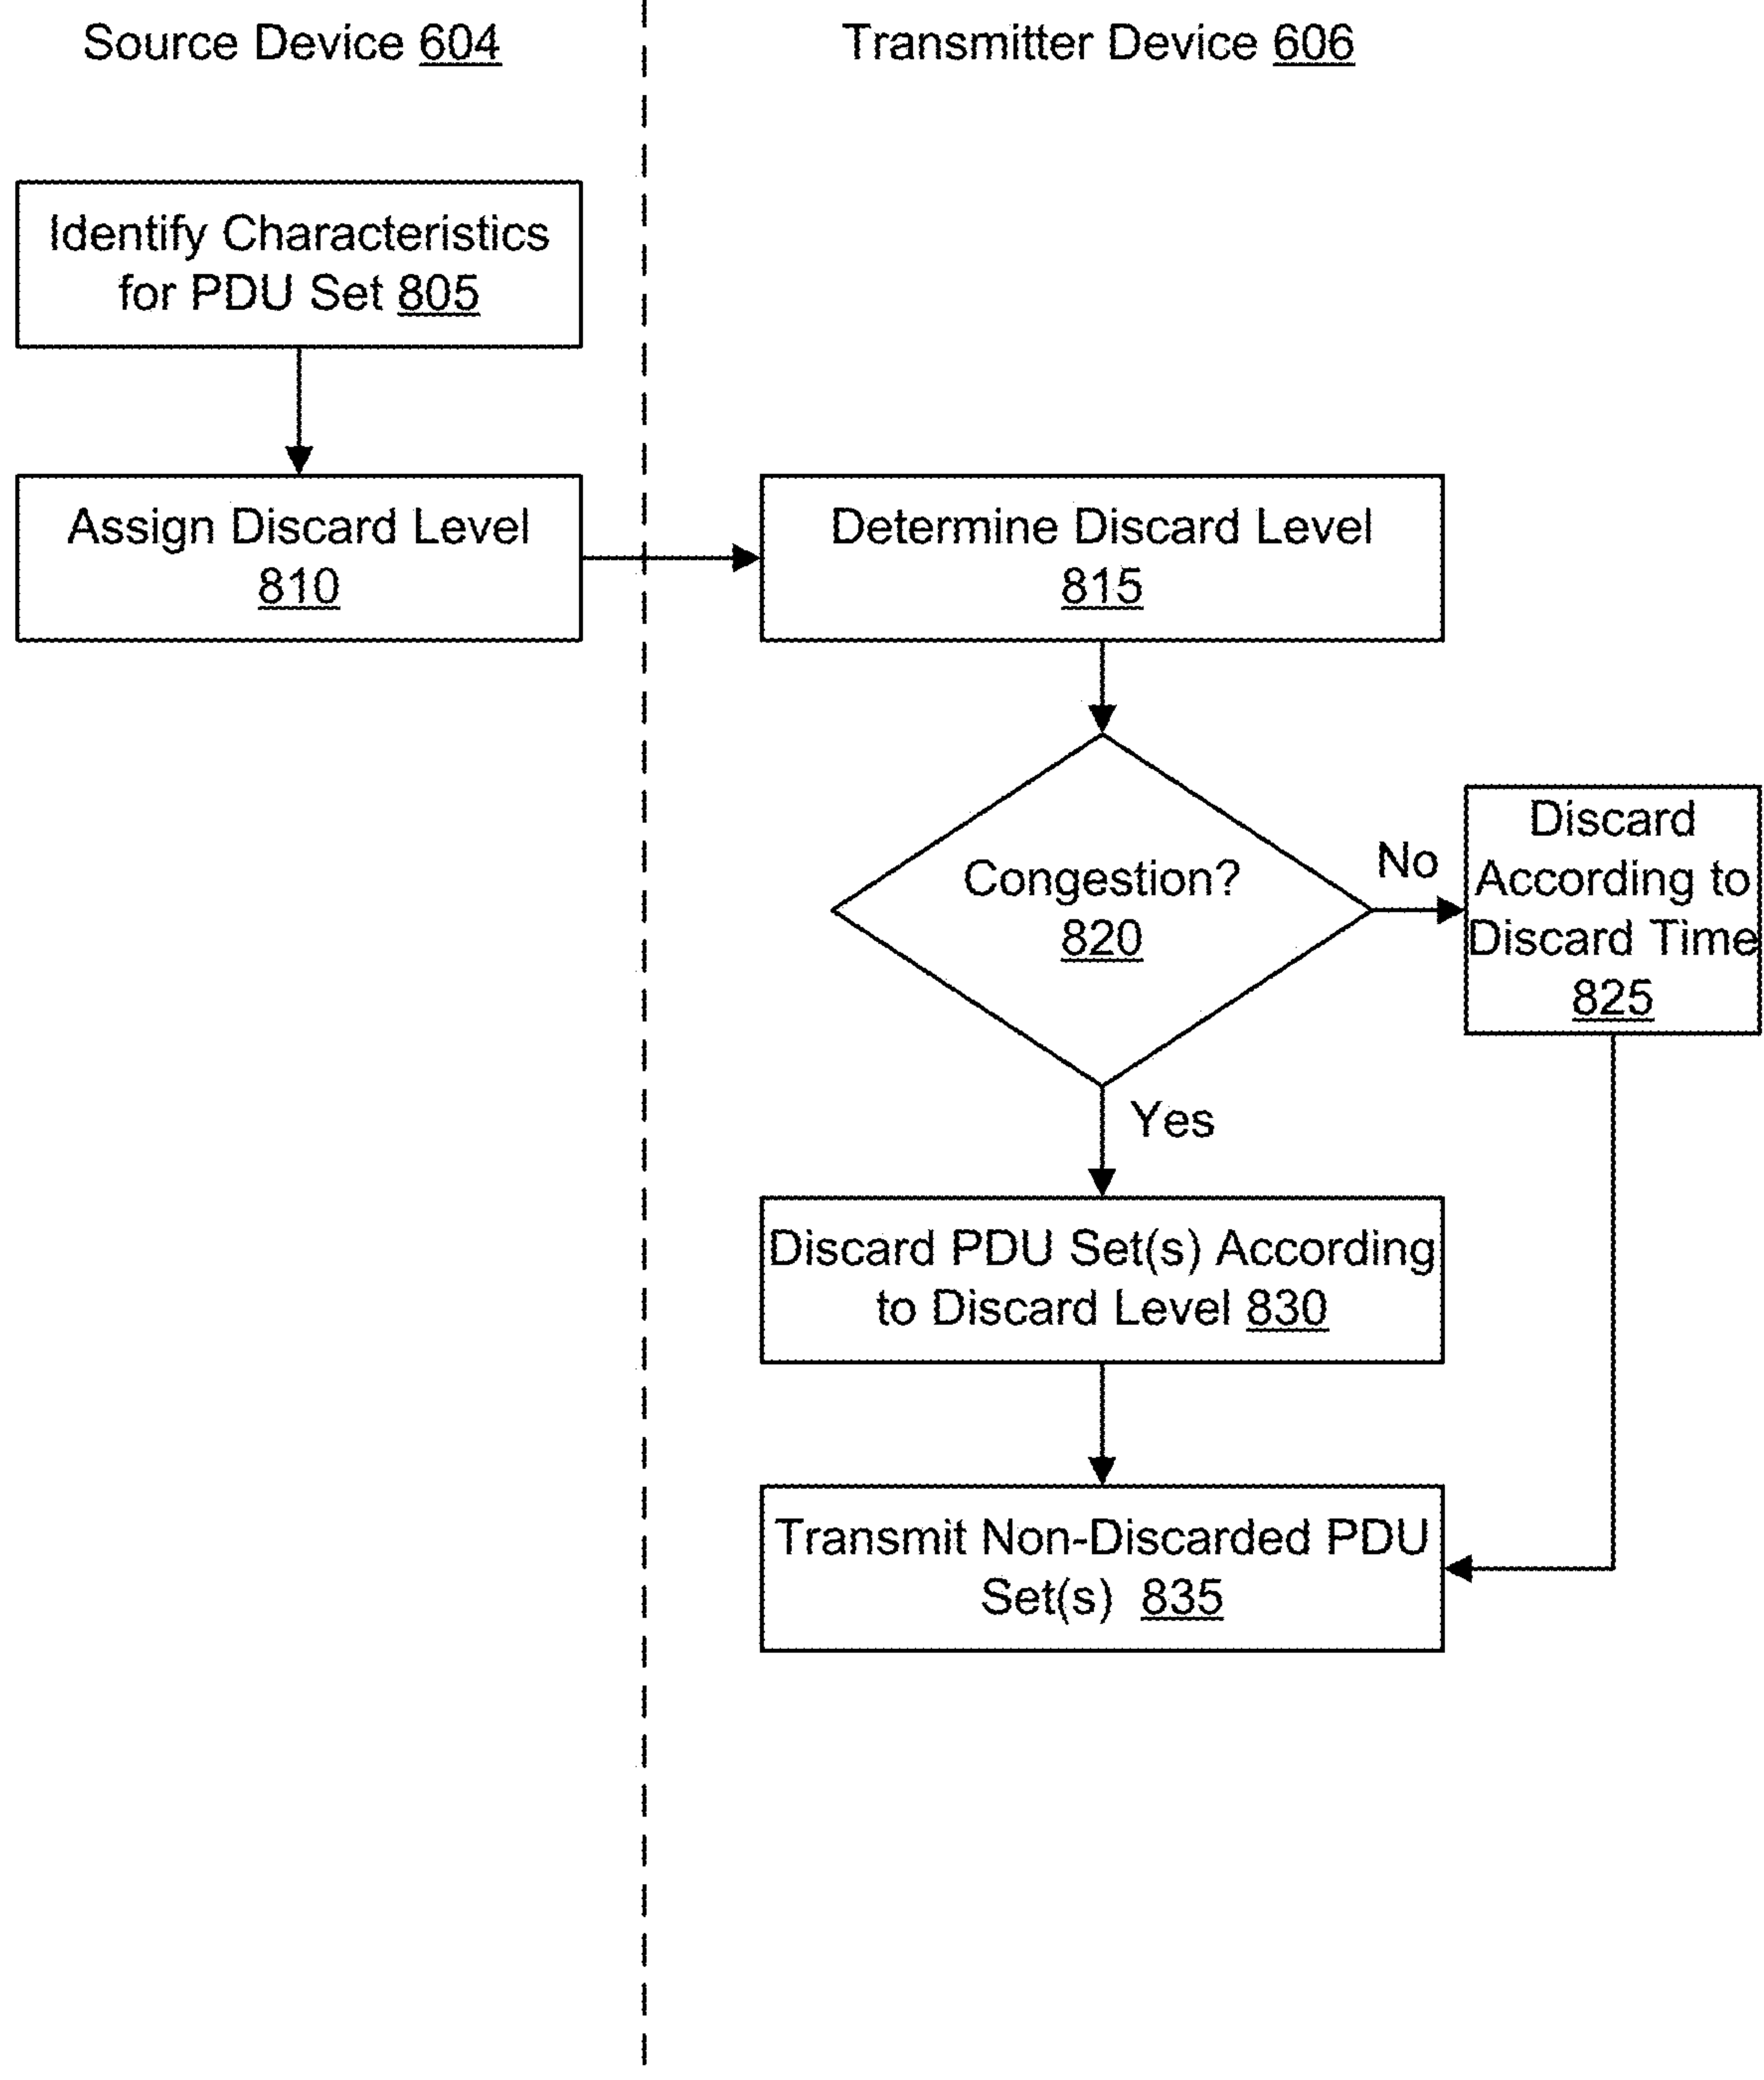 Source Device 604
Transmitter Device 606
Identify Characteristics
for PDU Set 805
Assign Discard Level
810
Determine Discard Level
815
Congestion?
820
No
Discard
According to
Discard Time
825
Yes
Discard PDU Set(s) According
to Discard Level 830
Transmit Non-Discarded PDU
Set(s) 835